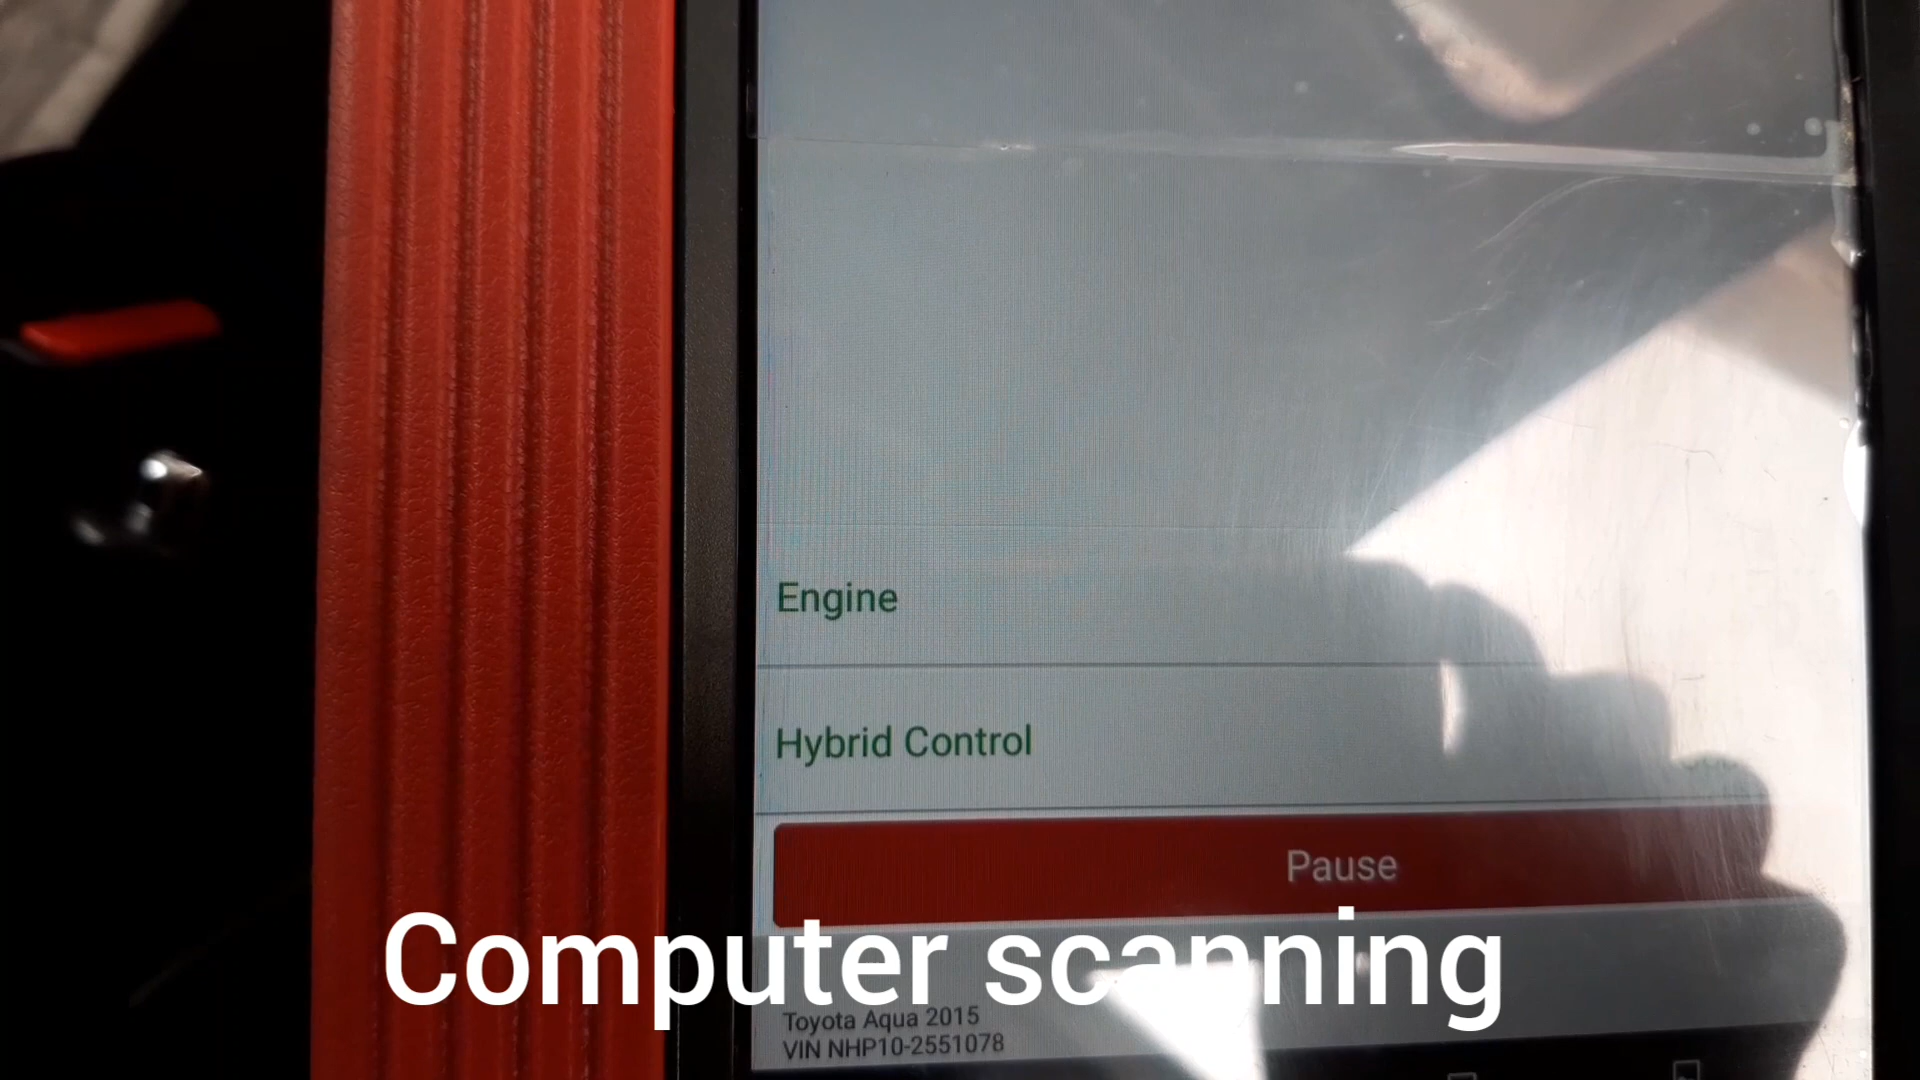 Engine
Hybrid Control
Pause
Computer scanning
Toyota Aqua 2015
VIN NHP10-2551078